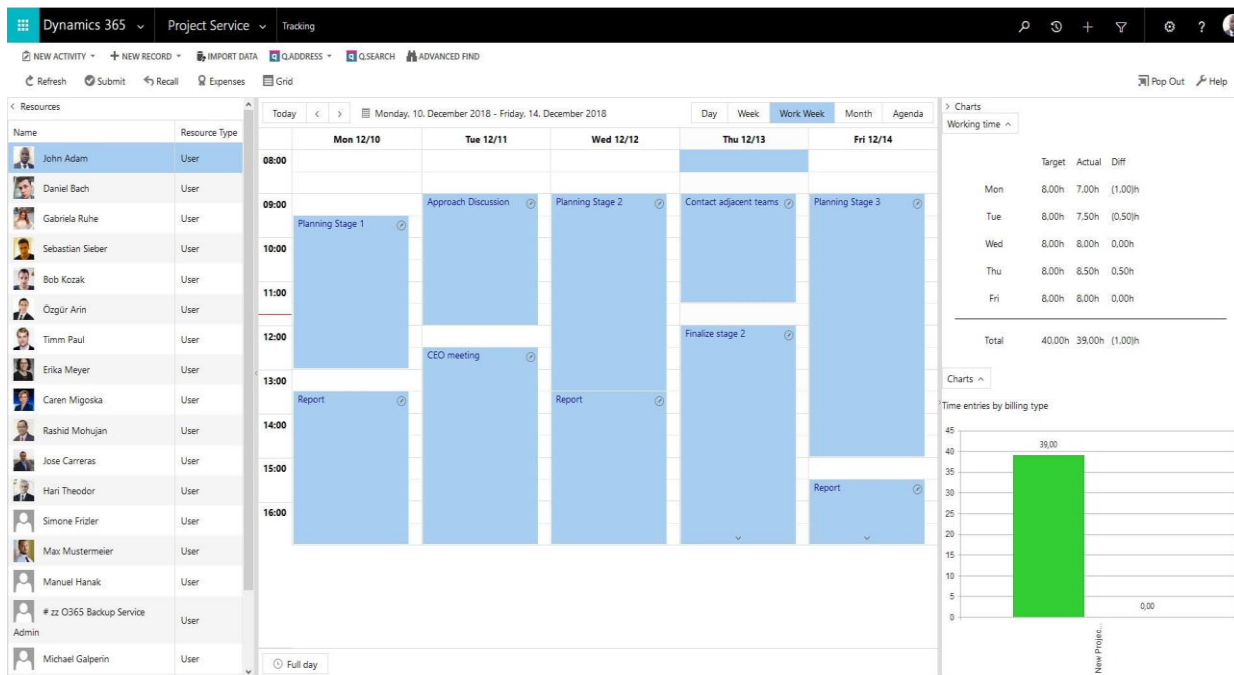 Dynamics 365 Project Service Tracking
NEW ACTIVITY NEW RECORD IMPORT DATA Q.ADDRESS Q.SEARCH ADVANCED FIND
Refresh Submit Recall Expenses Grid Pop Out Help
Resources
Name Resource Type
John Adam User
Daniel Bach User
Gabriela Ruhe User
Sebastian Sieber User
Bob Kozak User
Özgür Arin User
Timm Paul User
Erika Meyer User
Caren Migoska User
Rashid Mohujan User
Jose Carreras User
Hari Theodor User
Simone Frizler User
Max Mustermeier User
Manuel Hanak User
# zz O365 Backup Service
Admin
User
Michael Galperin User
Today Monday, 10. December 2018 - Friday, 14. December 2018 Day Week Work Week Month Agenda
Mon 12/10 Tue 12/11 Wed 12/12 Thu 12/13 Fri 12/14
08:00
09:00 Approach Discussion Planning Stage 2 Contact adjacent teams Planning Stage 3
Planning Stage 1
10:00
11:00
12:00 Finalize stage 2
CEO meeting
13:00
Report Report
14:00
15:00
Report
16:00
Full day
Charts
Working time
Target Actual Diff
Mon 8.00h 7.00h (1.00)h
Tue 8.00h 7.50h (0.50)h
Wed 8.00h 8.00h 0.00h
Thu 8.00h 8.50h 0.50h
Fri 8.00h 8.00h 0.00h
Total 40.00h 39.00h (1.00)h
Charts
Time entries by billing type
45
40
35
30
25
20
15
10
5
0
39,00
0,00
New Projec...